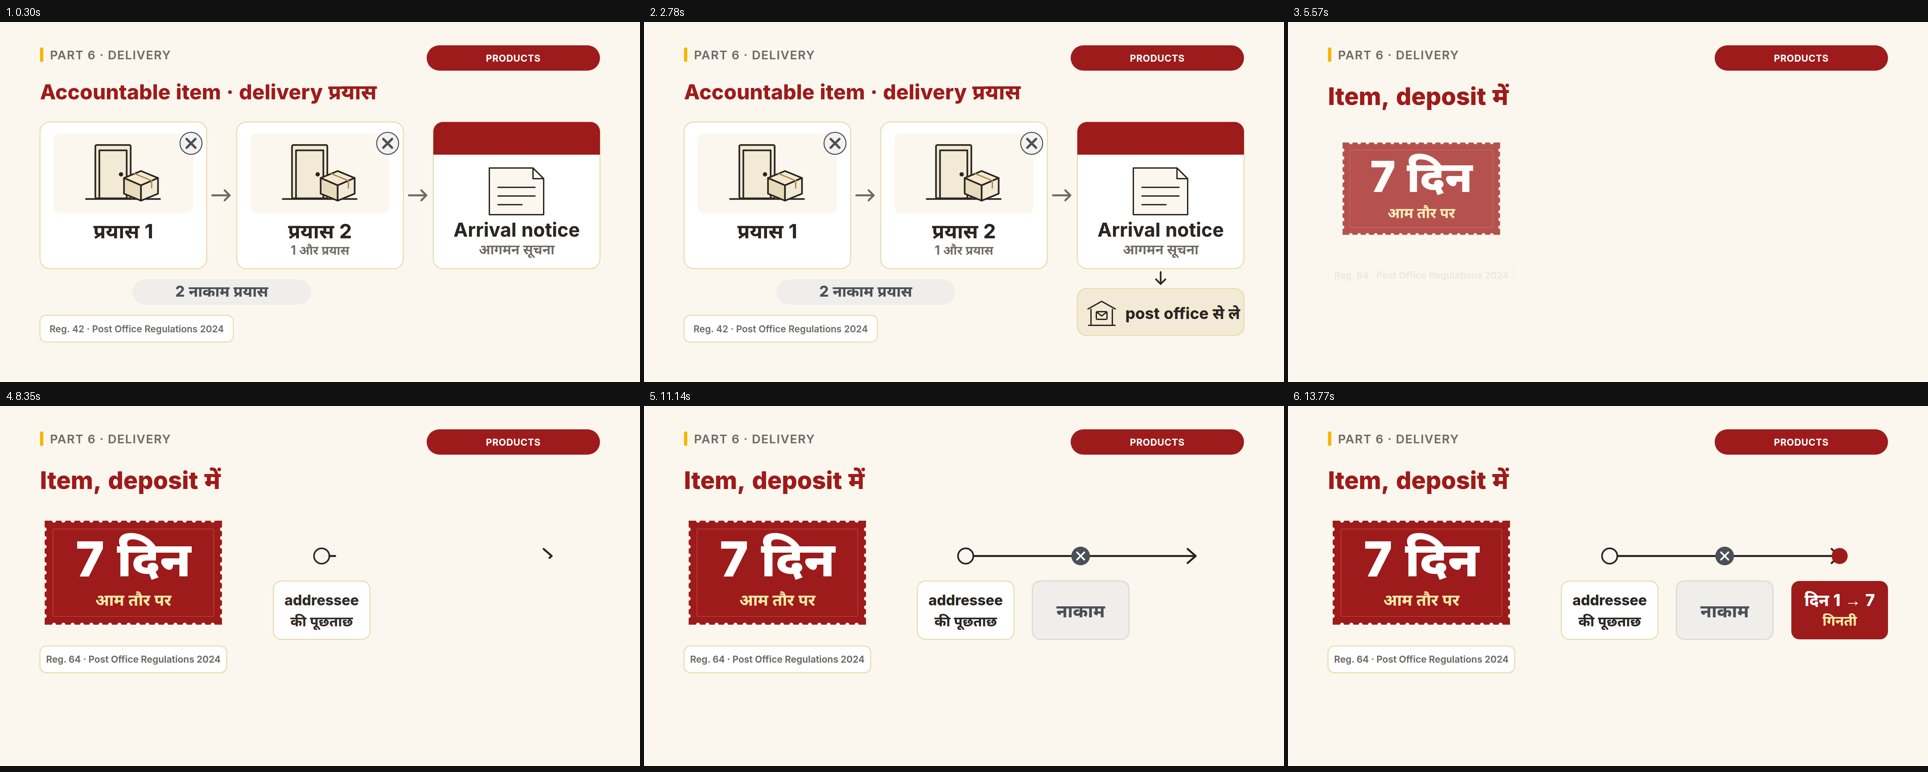 1. 0.30s
PART 6 · DELIVERY
PRODUCTS
Accountable item · delivery प्रयास
प्रयास 1
प्रयास 2
1 और प्रयास
Arrival notice
आगमन सूचना
2 नाकाम प्रयास
Reg. 42 · Post Office Regulations 2024
2. 2.78s
PART 6 · DELIVERY
PRODUCTS
Accountable item · delivery प्रयास
प्रयास 1
प्रयास 2
1 और प्रयास
Arrival notice
आगमन सूचना
2 नाकाम प्रयास
post office से ले
Reg. 42 · Post Office Regulations 2024
3. 5.57s
PART 6 · DELIVERY
PRODUCTS
Item, deposit में
7 दिन
आम तौर पर
Reg. 64 · Post Office Regulations 2024
4. 8.35s
PART 6 · DELIVERY
PRODUCTS
Item, deposit में
7 दिन
आम तौर पर
addressee
की पूछताछ
Reg. 64 · Post Office Regulations 2024
5. 11.14s
PART 6 · DELIVERY
PRODUCTS
Item, deposit में
7 दिन
आम तौर पर
addressee
की पूछताछ
नाकाम
Reg. 64 · Post Office Regulations 2024
6. 13.77s
PART 6 · DELIVERY
PRODUCTS
Item, deposit में
7 दिन
आम तौर पर
addressee
की पूछताछ
नाकाम
दिन 1 → 7
गिनती
Reg. 64 · Post Office Regulations 2024